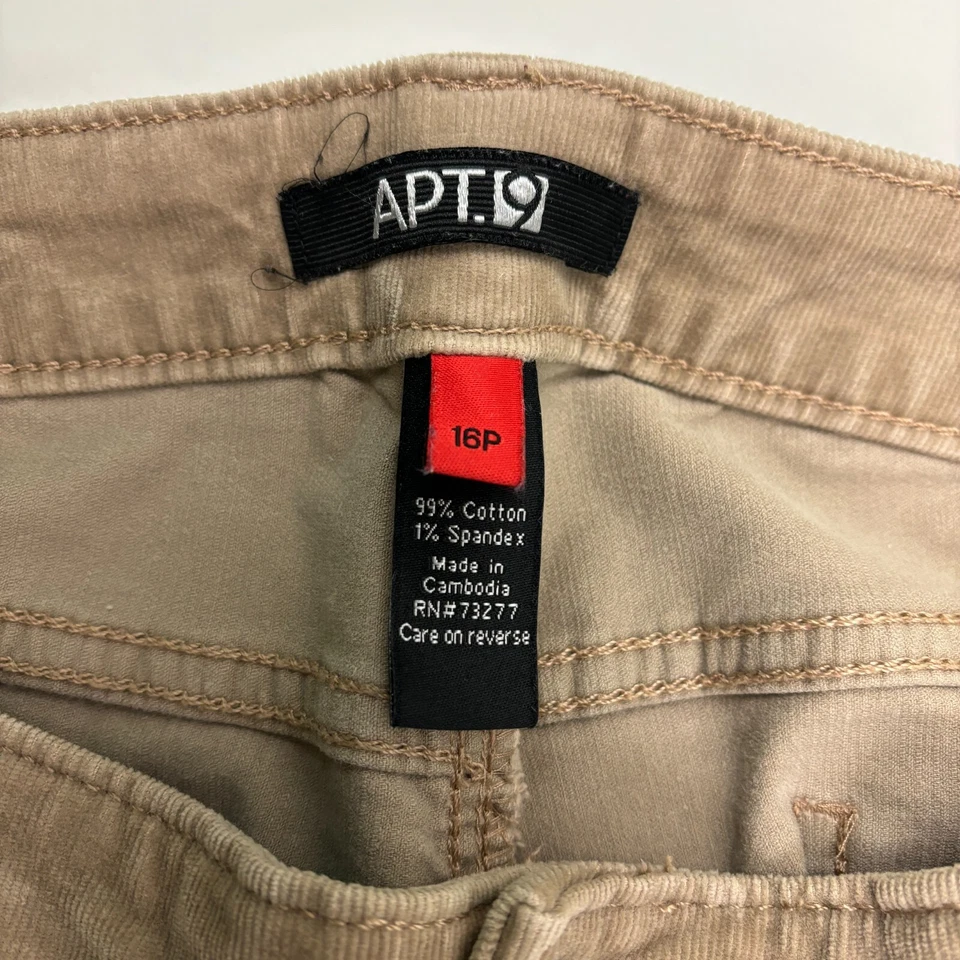 APT.9
16P
99% Cotton
1% Spandex
Made in
Cambodia
RN#73277
Care on reverse